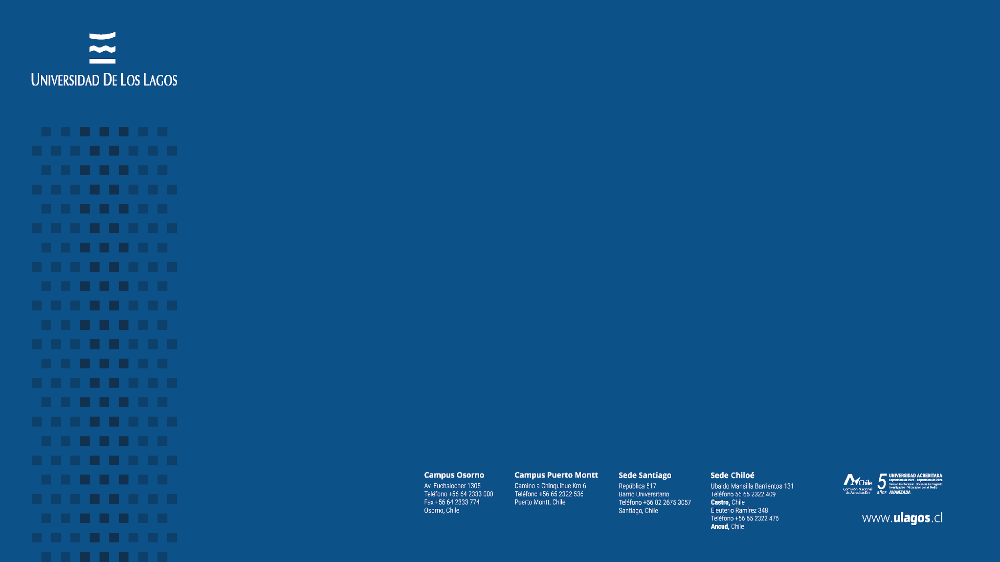 UNIVERSIDAD DE LOS LAGOS
Campus Osorno
Av. Fuchslocher 1305
Teléfono +56 64 2333 000
Fax +56 64 2333 774
Osorno, Chile
Campus Puerto Montt
Camino a Chinquihue Km 6
Teléfono +56 65 2322 536
Puerto Montt, Chile
Sede Santiago
República 517
Barrio Universitario
Teléfono +56 02 2675 3057
Santiago, Chile
Sede Chiloé
Ubaldo Mansilla Barrientos 131
Teléfono 56 65 2322 409
Castro, Chile
Eleuterio Ramírez 348
Teléfono +56 65 2322 476
Ancud, Chile
Chile
Comisión Nacional
de Acreditación
5
años
UNIVERSIDAD ACREDITADA
Septiembre de 2021 - Septiembre de 2026
Gestión Institucional · Docencia de Pregrado
Investigación · Vinculación con el Medio
AVANZADA
www.ulagos.cl